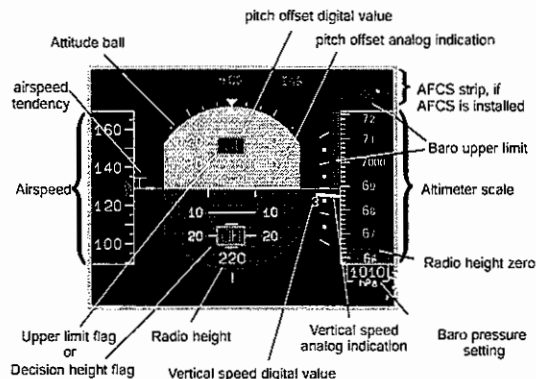 pitch offset digital value
Attitude ball
pitch offset analog indication
airspeed
tendency
AFCS strip, if
AFCS is installed
160
140
130
120
100
Airspeed
72
71
7000
69
68
67
Baro upper limit
Altimeter scale
10 10
20 20
220
3
1010
hPa
Radio height zero
Upper limit flag
or
Decision height flag
Radio height
Vertical speed digital value
Vertical speed
analog indication
Baro pressure
setting